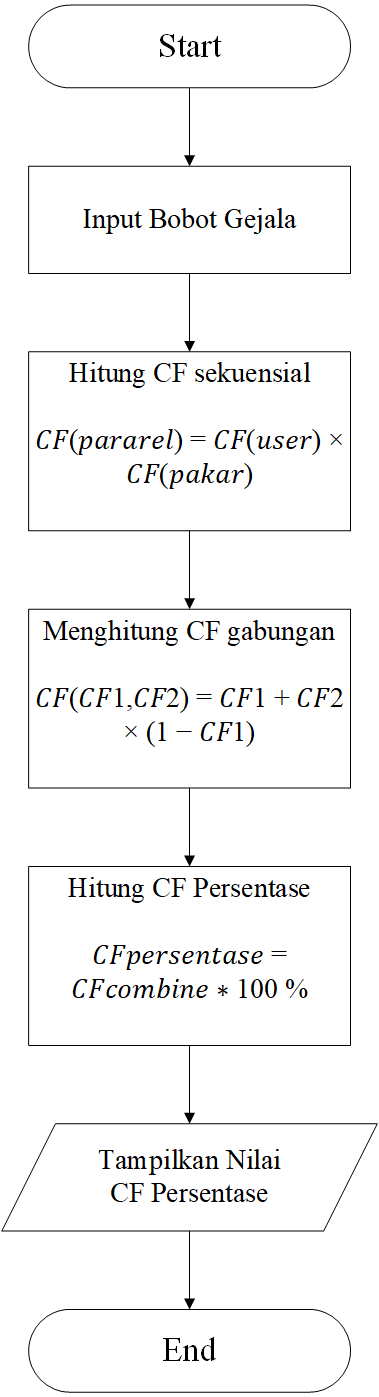 Start
Input Bobot Gejala
Hitung CF sekuensial
CF(pararel) = CF(user) ×
CF(pakar)
Menghitung CF gabungan
CF(CF1,CF2) = CF1 + CF2
× (1 − CF1)
Hitung CF Persentase
CFpersentase =
CFcombine ∗ 100 %
Tampilkan Nilai
CF Persentase
End